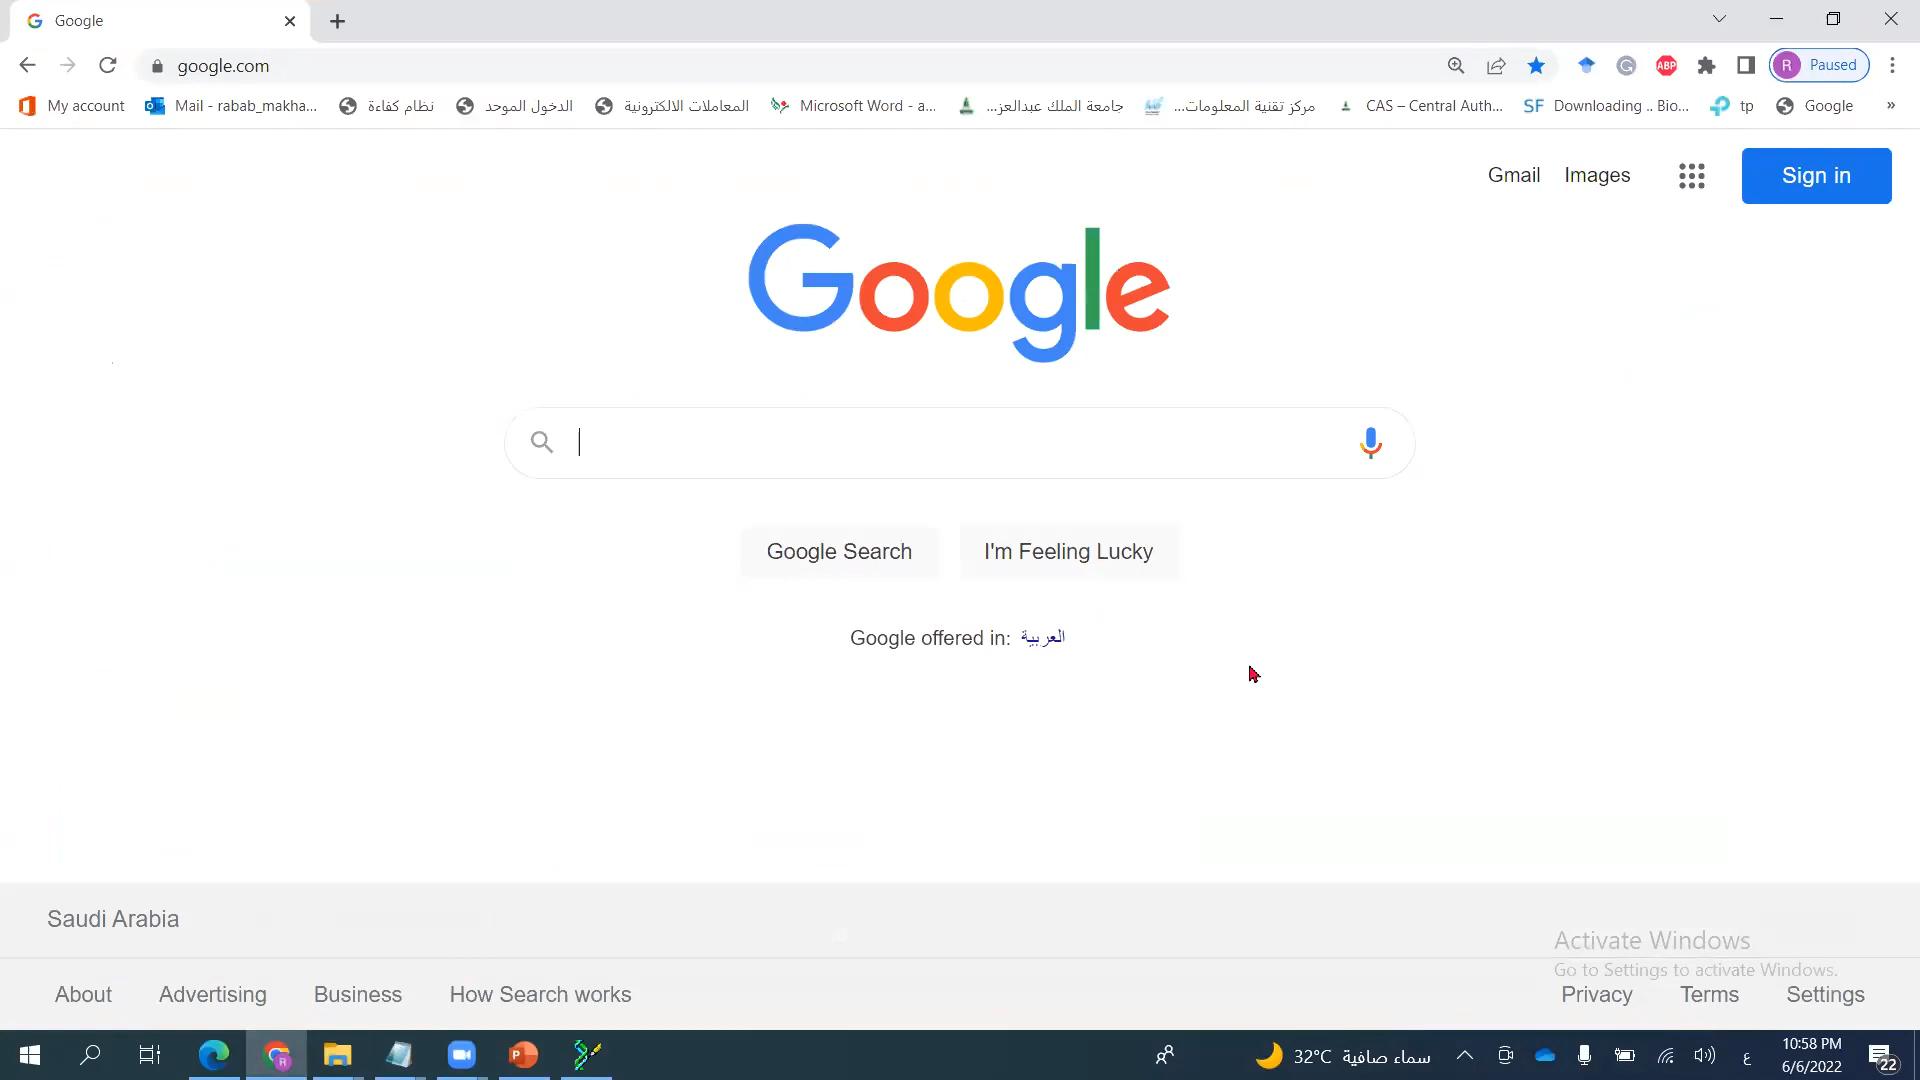 Google
google.com
R Paused
My account
Mail - rabab_makha...
نظام كفاءة
الدخول الموحد
المعاملات الالكترونية
Microsoft Word - a...
جامعة الملك عبدالعز...
مركز تقنية المعلومات...
CAS – Central Auth...
SF Downloading .. Bio...
tp
Google
»
Gmail
Images
Sign in
Google
Google Search
I'm Feeling Lucky
Google offered in: العربية
Saudi Arabia
Activate Windows
Go to Settings to activate Windows.
About
Advertising
Business
How Search works
Privacy
Terms
Settings
32°C سماء صافية
ع
10:58 PM
6/6/2022
22